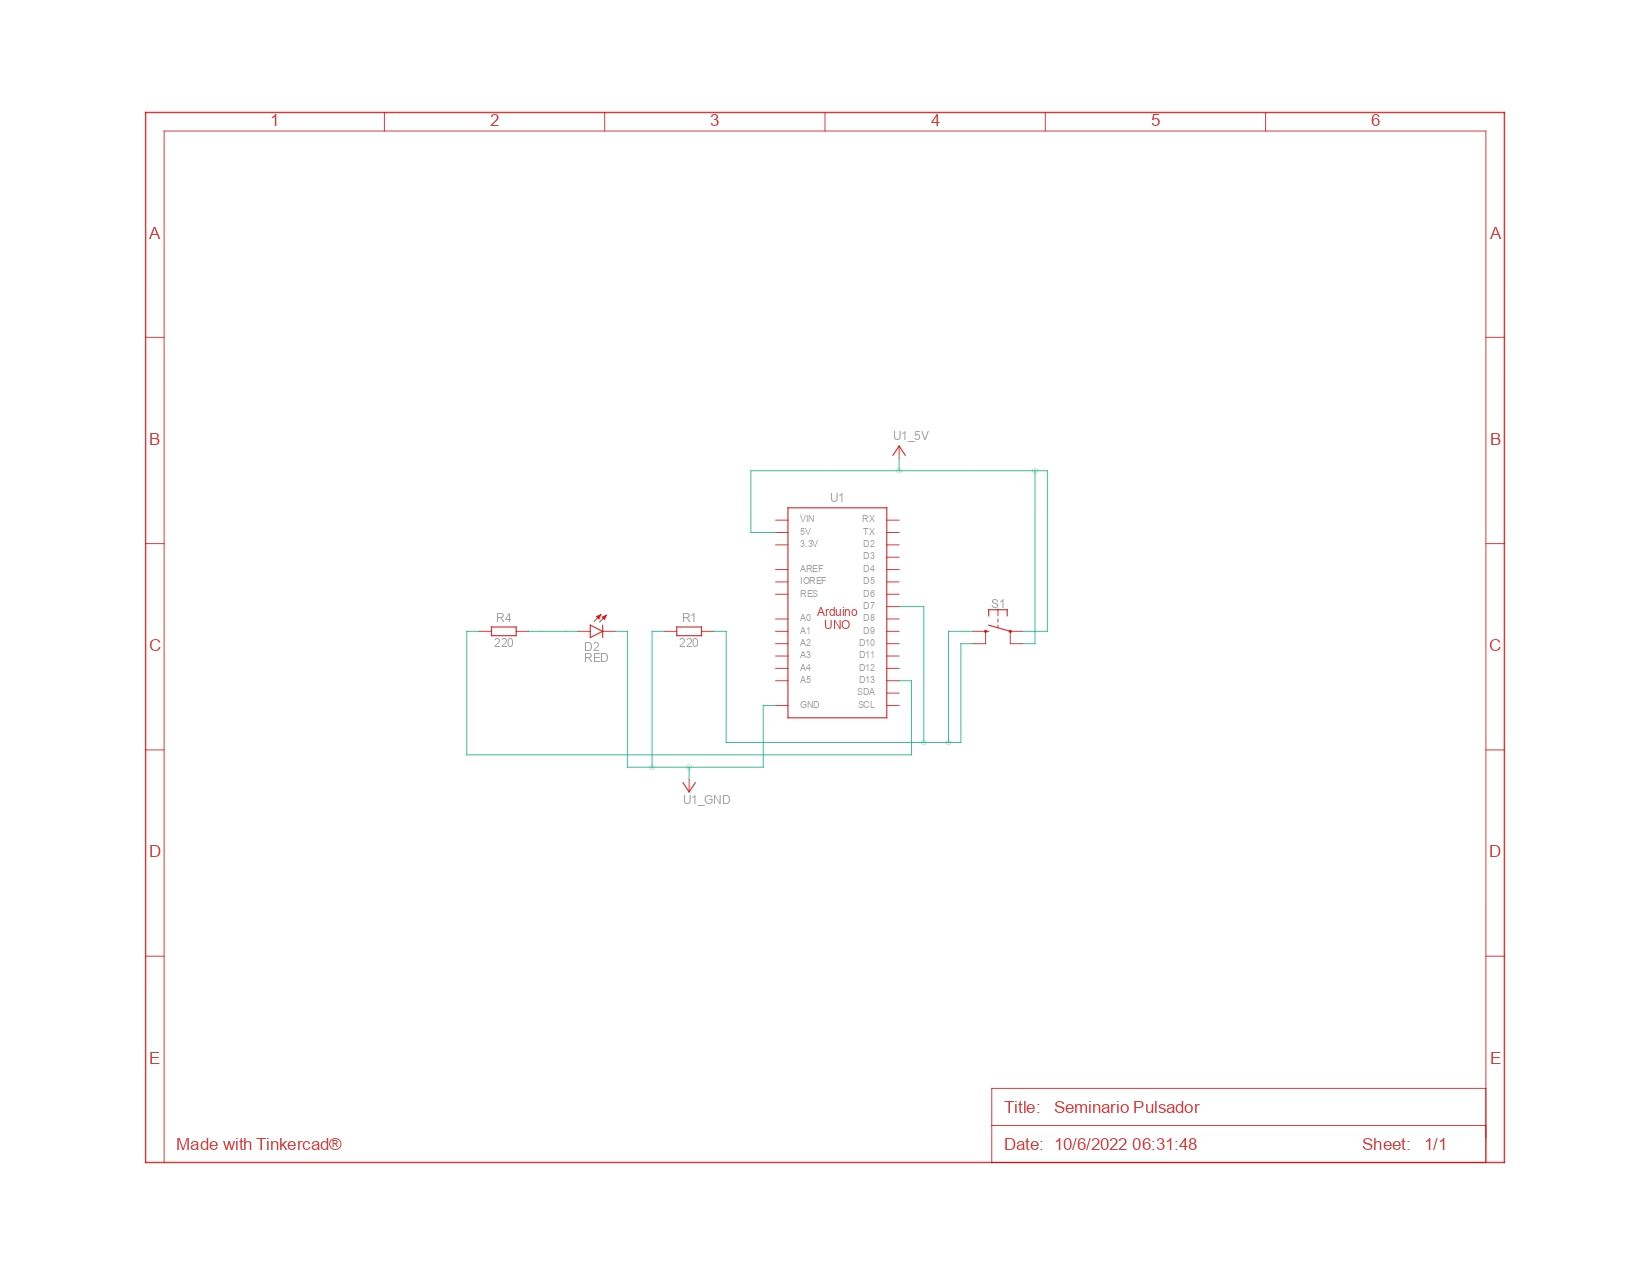 1 2 3 4 5 6
A A
B B
U1_5V
U1
VIN RX
5V TX
3.3V D2
D3
AREF D4
IOREF D5
RES D6
D7
Arduino
UNO
A0 D8
A1 D9
A2 D10
A3 D11
A4 D12
A5 D13
SDA
GND SCL
S1
R4
220
D2
RED
R1
220
C C
U1_GND
D D
E E
Title: Seminario Pulsador
Date: 10/6/2022 06:31:48 Sheet: 1/1
Made with Tinkercad®